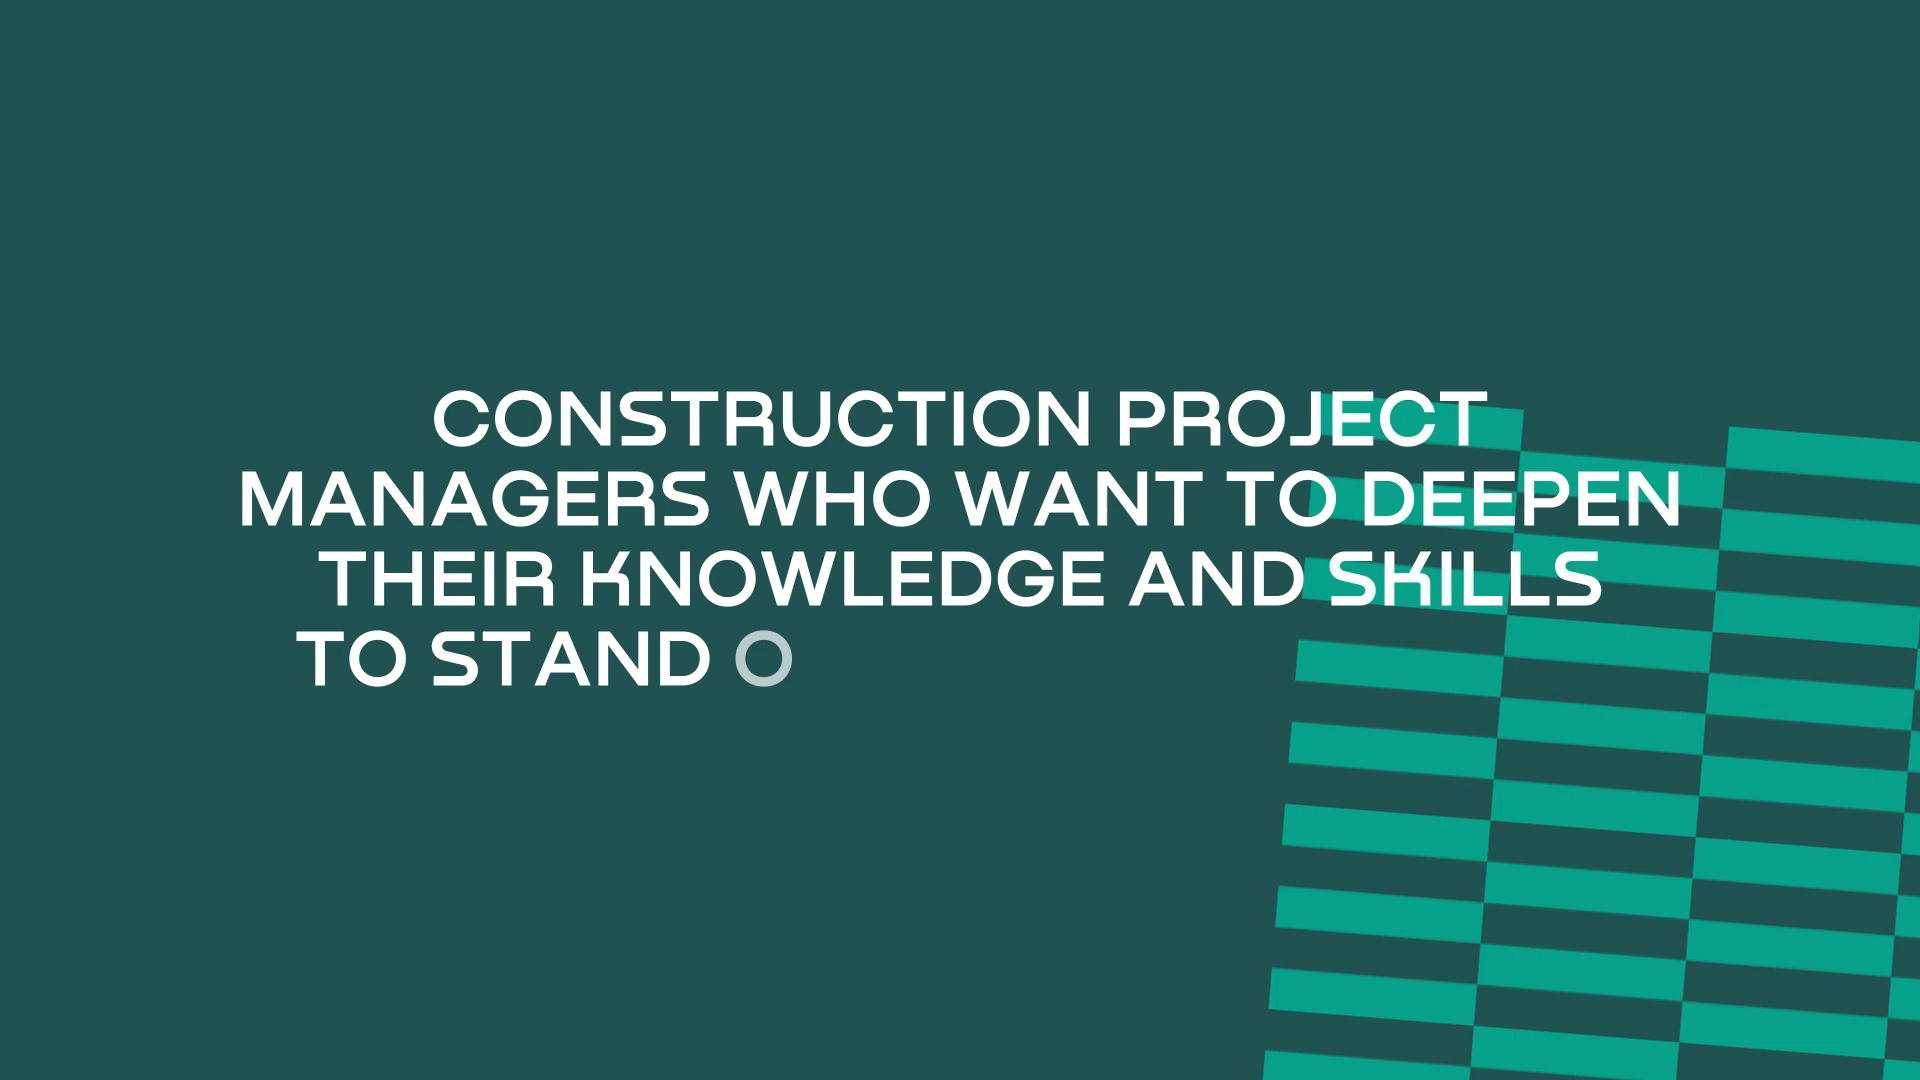 CONSTRUCTION PROJECT
MANAGERS WHO WANT TO DEEPEN
THEIR KNOWLEDGE AND SKILLS
TO STAND O